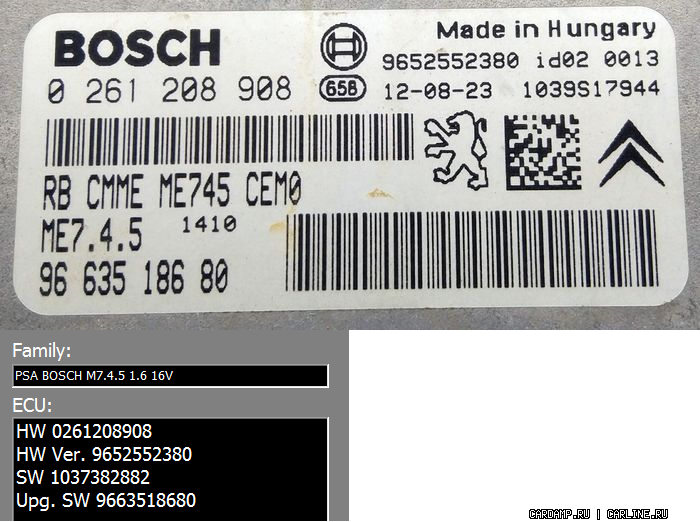 BOSCH
Made in Hungary
9652552380 id02 0013
0 261 208 908
658
12-08-23 1039S17944
RB CMME ME745 CEM0
ME7.4.5 1410
96 635 186 80
Family:
PSA BOSCH M7.4.5 1.6 16V
ECU:
HW 0261208908
HW Ver. 9652552380
SW 1037382882
Upg. SW 9663518680
CARDAMP.RU | CARLINE.RU